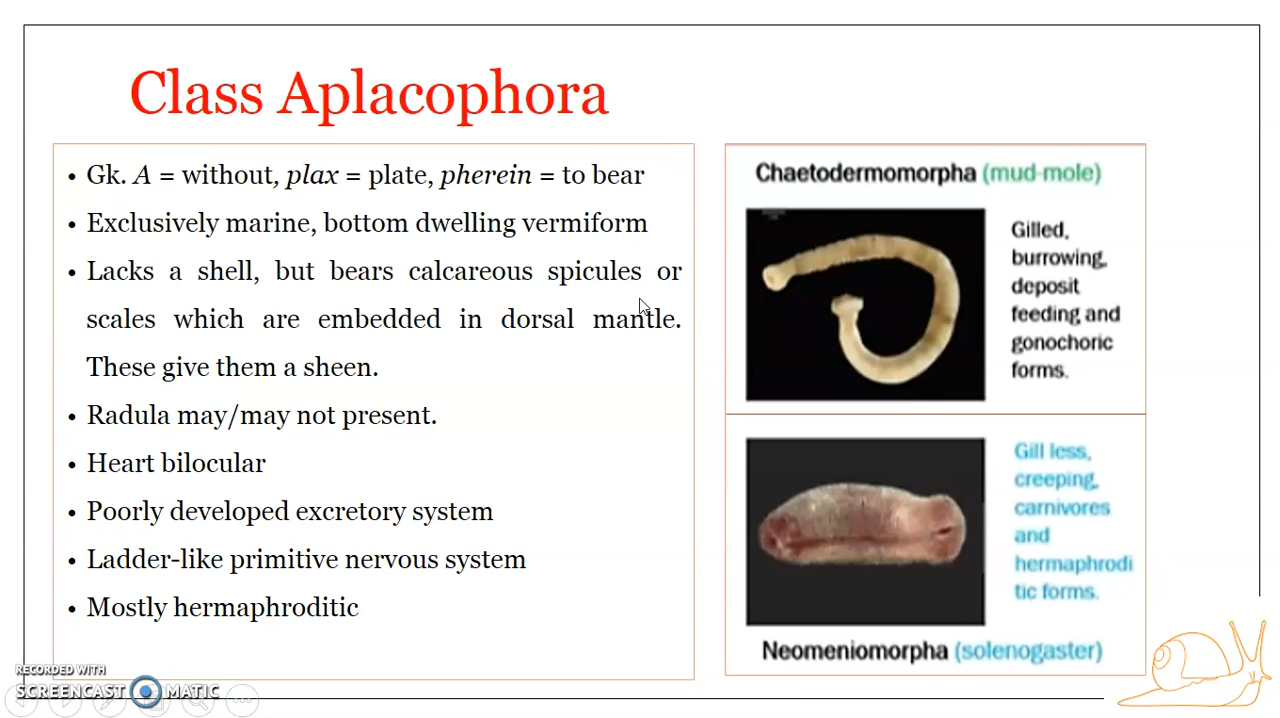 Class Aplacophora
• Gk. A = without, plax = plate, pherein = to bear
• Exclusively marine, bottom dwelling vermiform
• Lacks a shell, but bears calcareous spicules or
scales which are embedded in dorsal mantle.
These give them a sheen.
• Radula may/may not present.
• Heart bilocular
• Poorly developed excretory system
• Ladder-like primitive nervous system
• Mostly hermaphroditic
Chaetodermomorpha (mud-mole)
Gilled,
burrowing,
deposit
feeding and
gonochoric
forms.
Gill less,
creeping,
carnivores
and
hermaphrodi
tic forms.
Neomeniomorpha (solenogaster)
RECORDED WITH
SCREENCAST MATIC